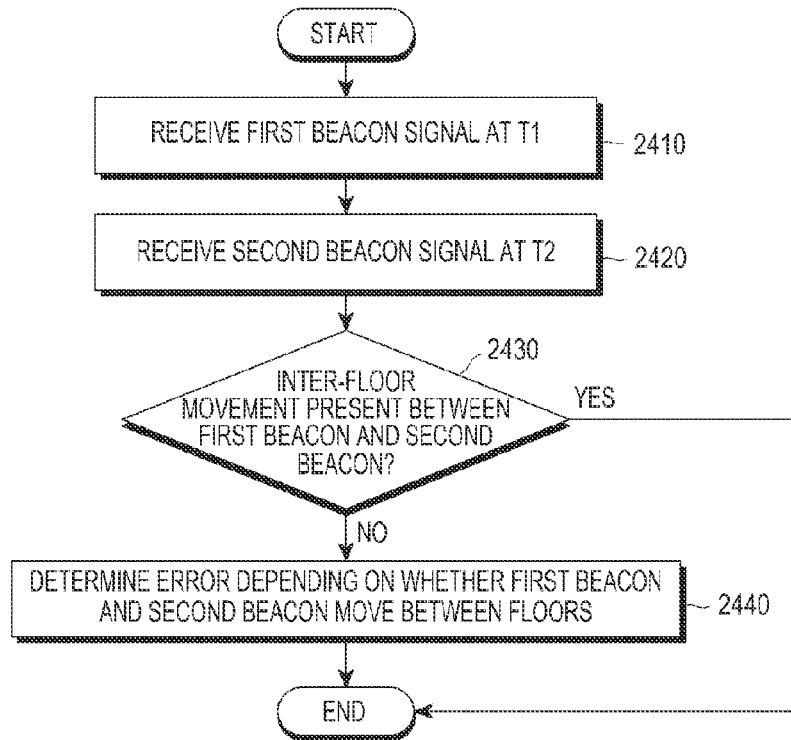 START
RECEIVE FIRST BEACON SIGNAL AT T1
2410
RECEIVE SECOND BEACON SIGNAL AT T2
2420
2430
INTER-FLOOR
MOVEMENT PRESENT BETWEEN
FIRST BEACON AND SECOND
BEACON?
YES
NO
DETERMINE ERROR DEPENDING ON WHETHER FIRST BEACON
AND SECOND BEACON MOVE BETWEEN FLOORS
2440
END